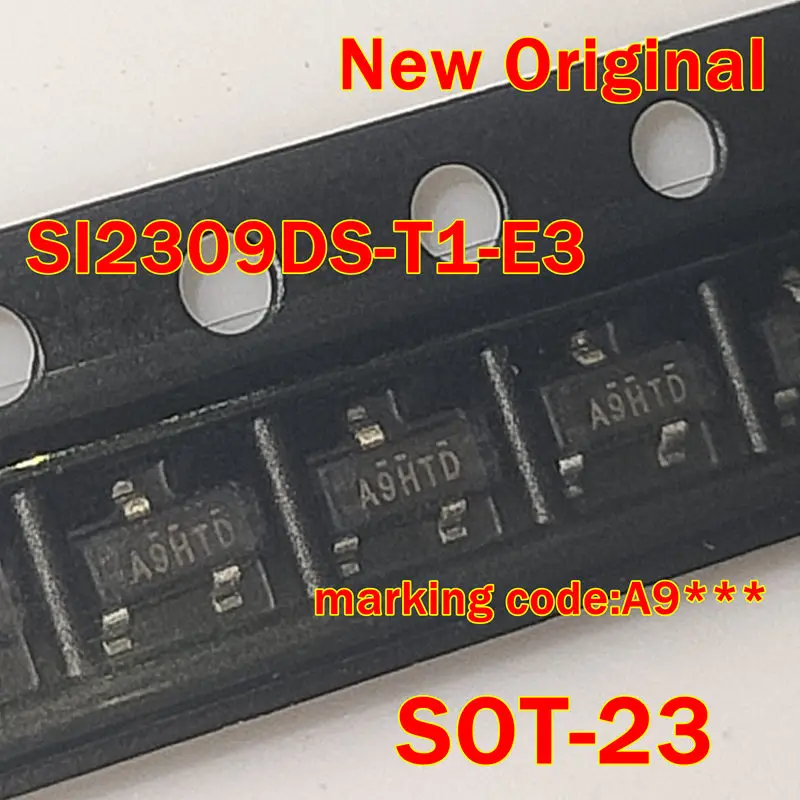 New Original
SI2309DS-T1-E3
A9HTD
A9HTD
A9HTD
marking code:A9***
SOT-23